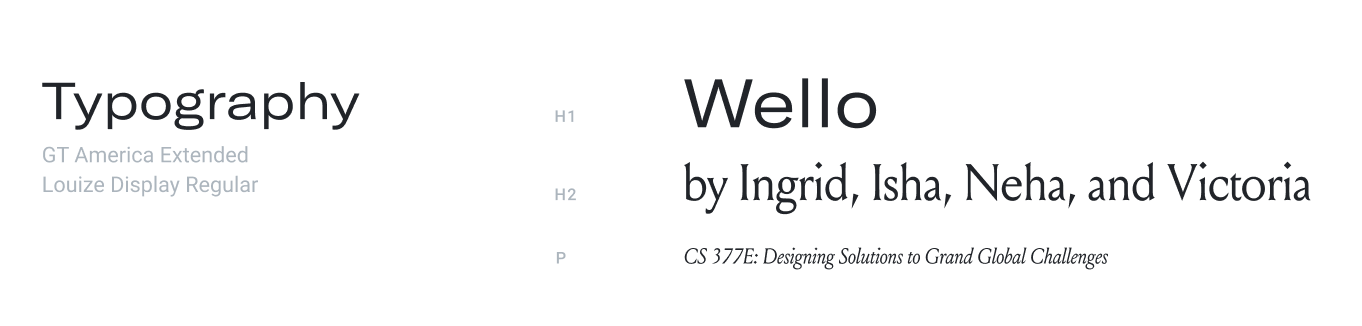 Typography
GT America Extended
Louize Display Regular
H1
Wello
H2
by Ingrid, Isha, Neha, and Victoria
P
CS 377E: Designing Solutions to Grand Global Challenges